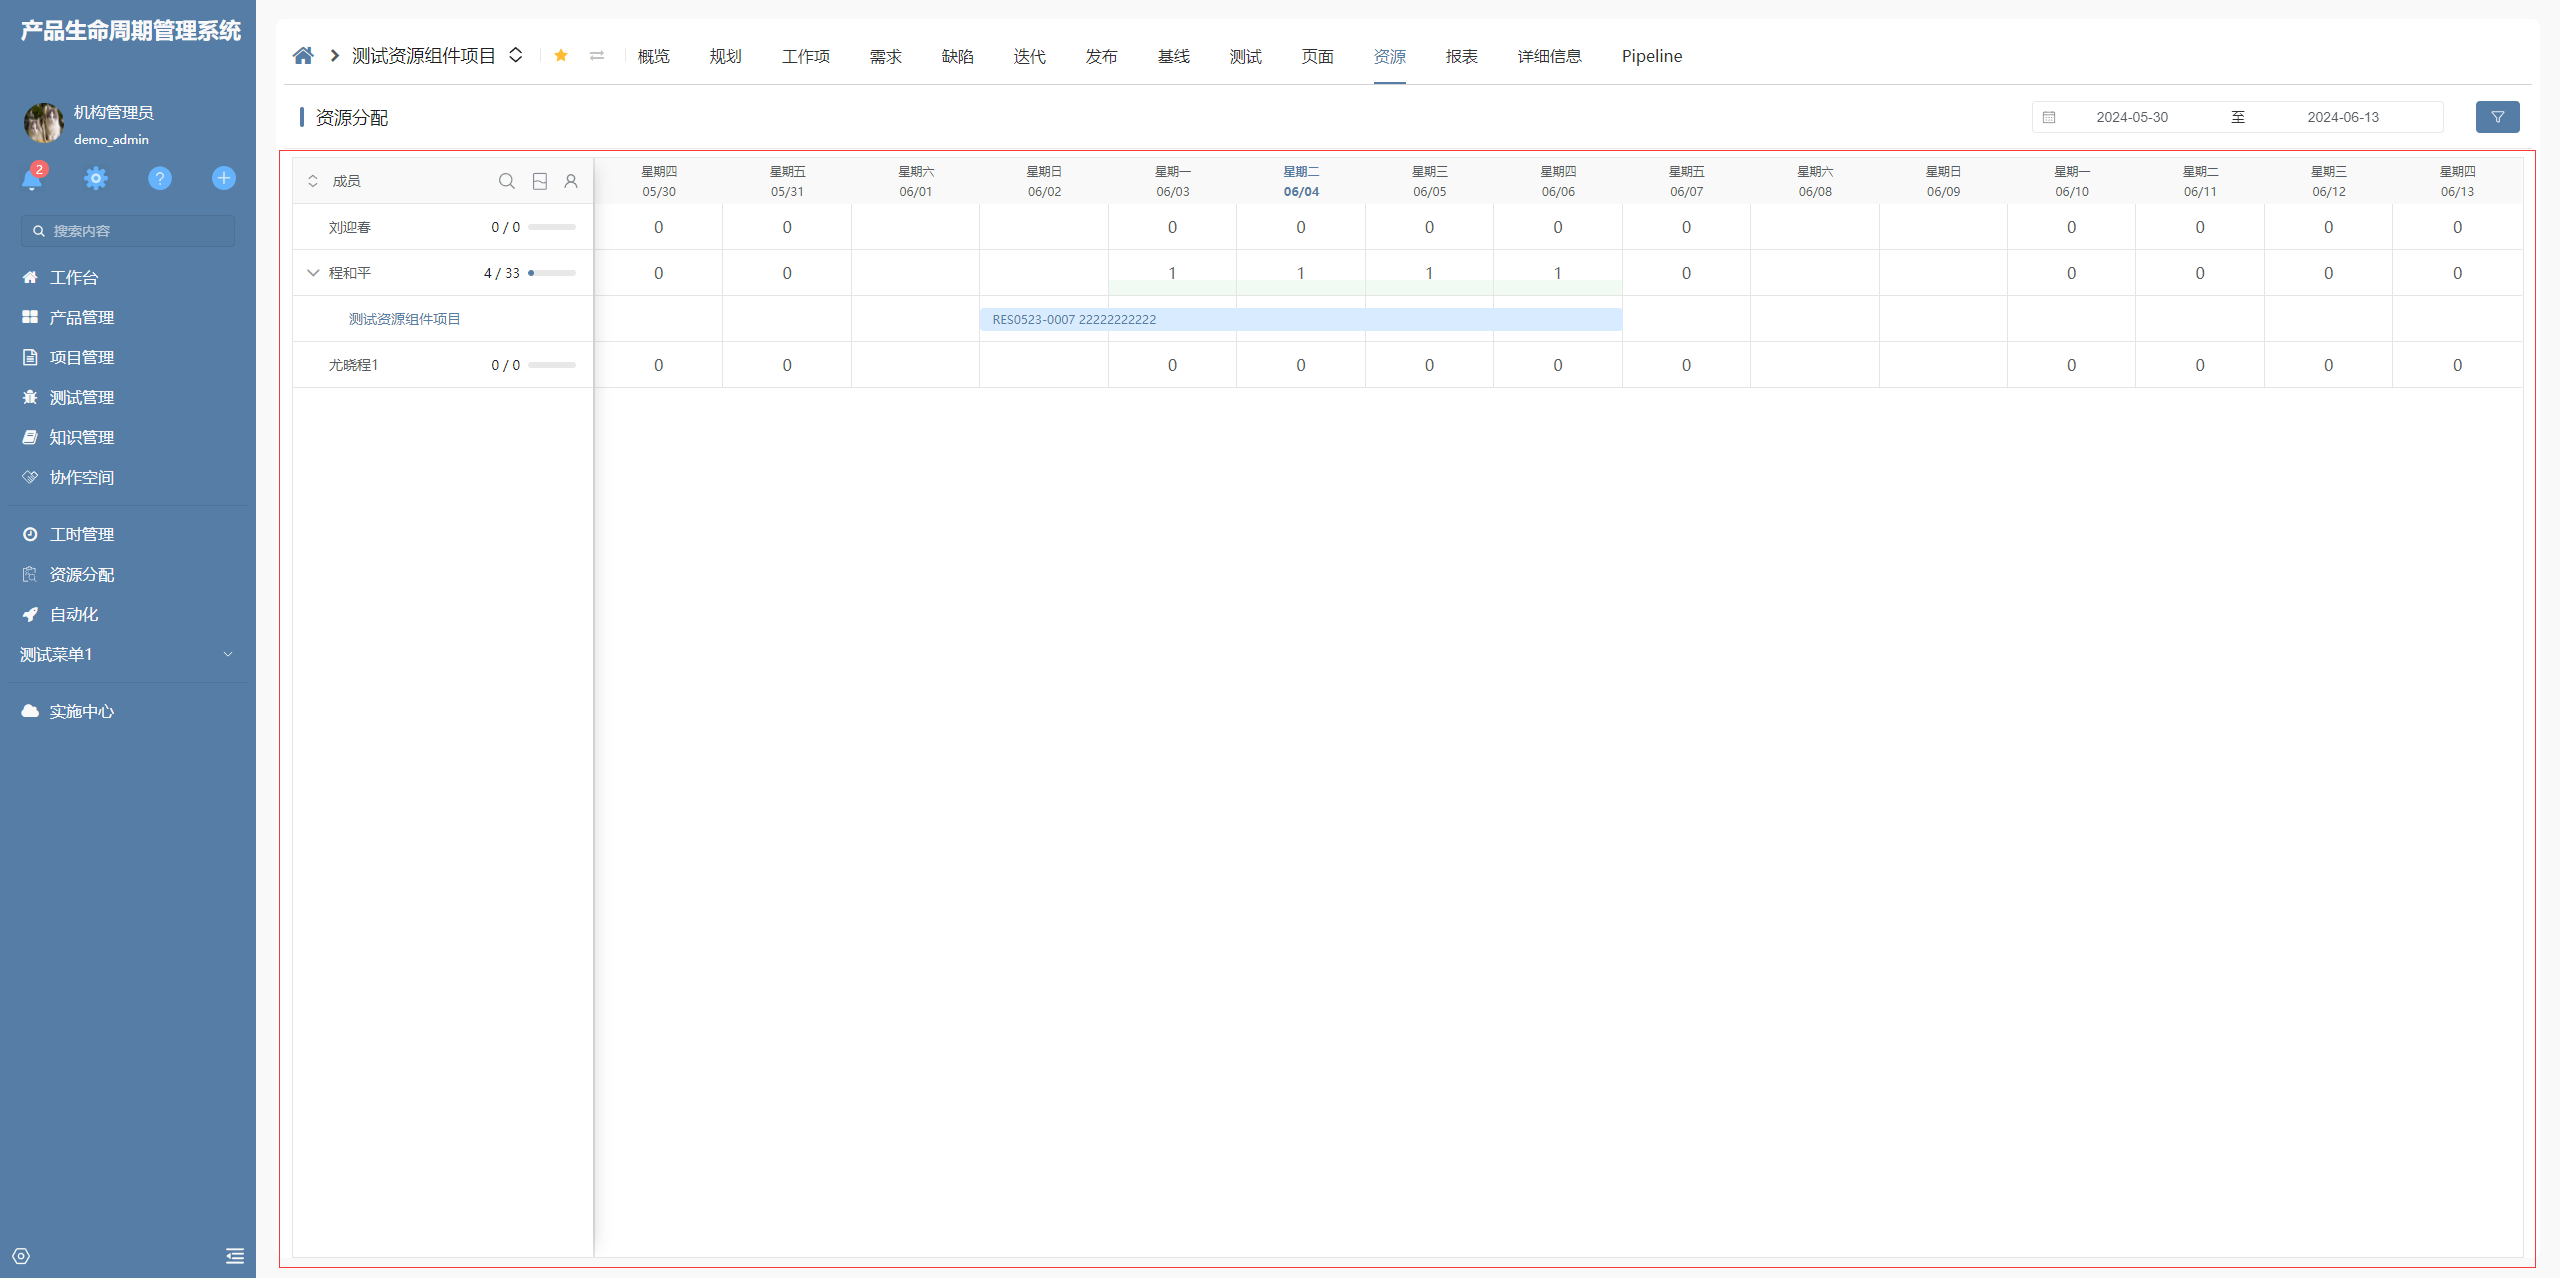 产品生命周期管理系统
机构管理员
demo_admin
2
搜索内容
工作台
产品管理
项目管理
测试管理
知识管理
协作空间
工时管理
资源分配
自动化
测试菜单1
实施中心
测试资源组件项目 概览 规划 工作项 需求 缺陷 迭代 发布 基线 测试 页面 资源 报表 详细信息 Pipeline
资源分配 2024-05-30 至 2024-06-13
成员
星期四 星期五 星期六 星期日 星期一 星期二 星期三 星期四 星期五 星期六 星期日 星期一 星期二 星期三 星期四
05/30 05/31 06/01 06/02 06/03 06/04 06/05 06/06 06/07 06/08 06/09 06/10 06/11 06/12 06/13
刘迎春 0 / 0 0 0 0 0 0 0 0 0 0 0 0
程和平 4 / 33 0 0 1 1 1 1 0 0 0 0 0
测试资源组件项目 RES0523-0007 22222222222
尤晓程1 0 / 0 0 0 0 0 0 0 0 0 0 0 0